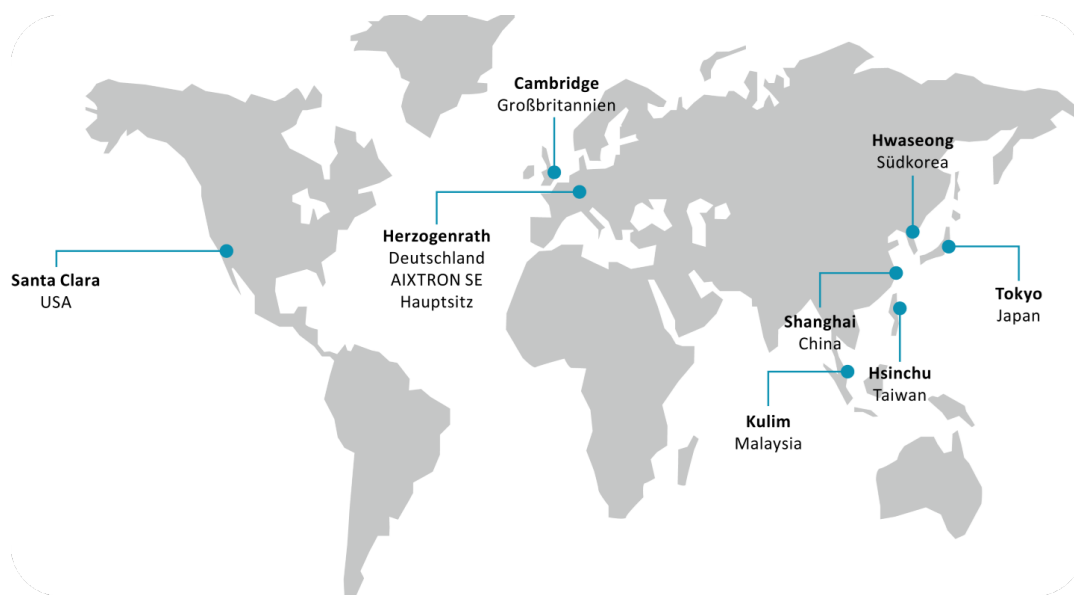 Cambridge
Großbritannien
Hwaseong
Südkorea
Herzogenrath
Deutschland
AIXTRON SE
Hauptsitz
Santa Clara
USA
Tokyo
Japan
Shanghai
China
Hsinchu
Taiwan
Kulim
Malaysia